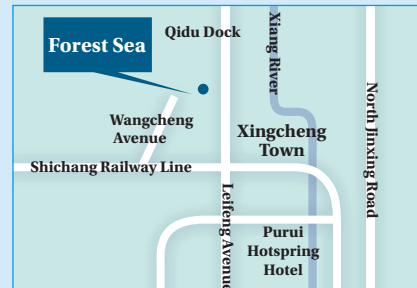 Forest Sea
Qidu Dock
Xiang River
Wangcheng
Avenue
Xingcheng
Town
North Jinxing Road
Shichang Railway Line
Leifeng Avenue
Purui
Hotspring
Hotel